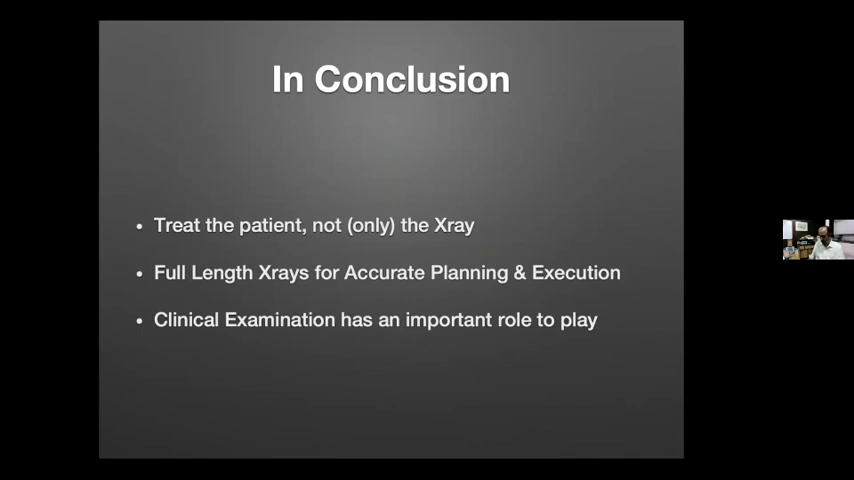 In Conclusion
• Treat the patient, not (only) the Xray
• Full Length Xrays for Accurate Planning & Execution
• Clinical Examination has an important role to play